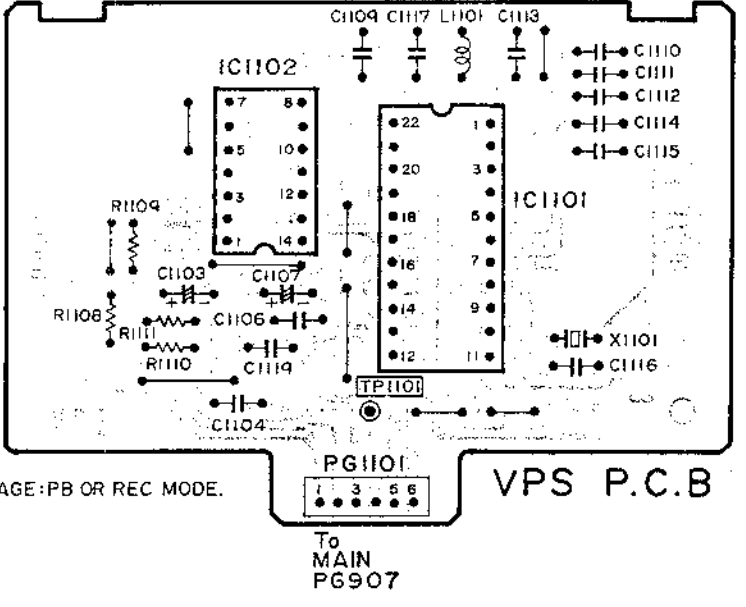 C1109 C1117 L1101 C1113
C1110
C1111
C1112
C1114
C1115
IC1102
7 8
5 10
3 12
1 14
IC1101
22 1
20 3
18 5
16 7
14 9
12 11
R1109
C1103 C1107
R1108
R1111
C1106
R1110
C1119
C1104
X1101
C1116
TP1101
PG1101
1 3 5 6
AGE:PB OR REC MODE.
VPS P.C.B
To
MAIN
PG907